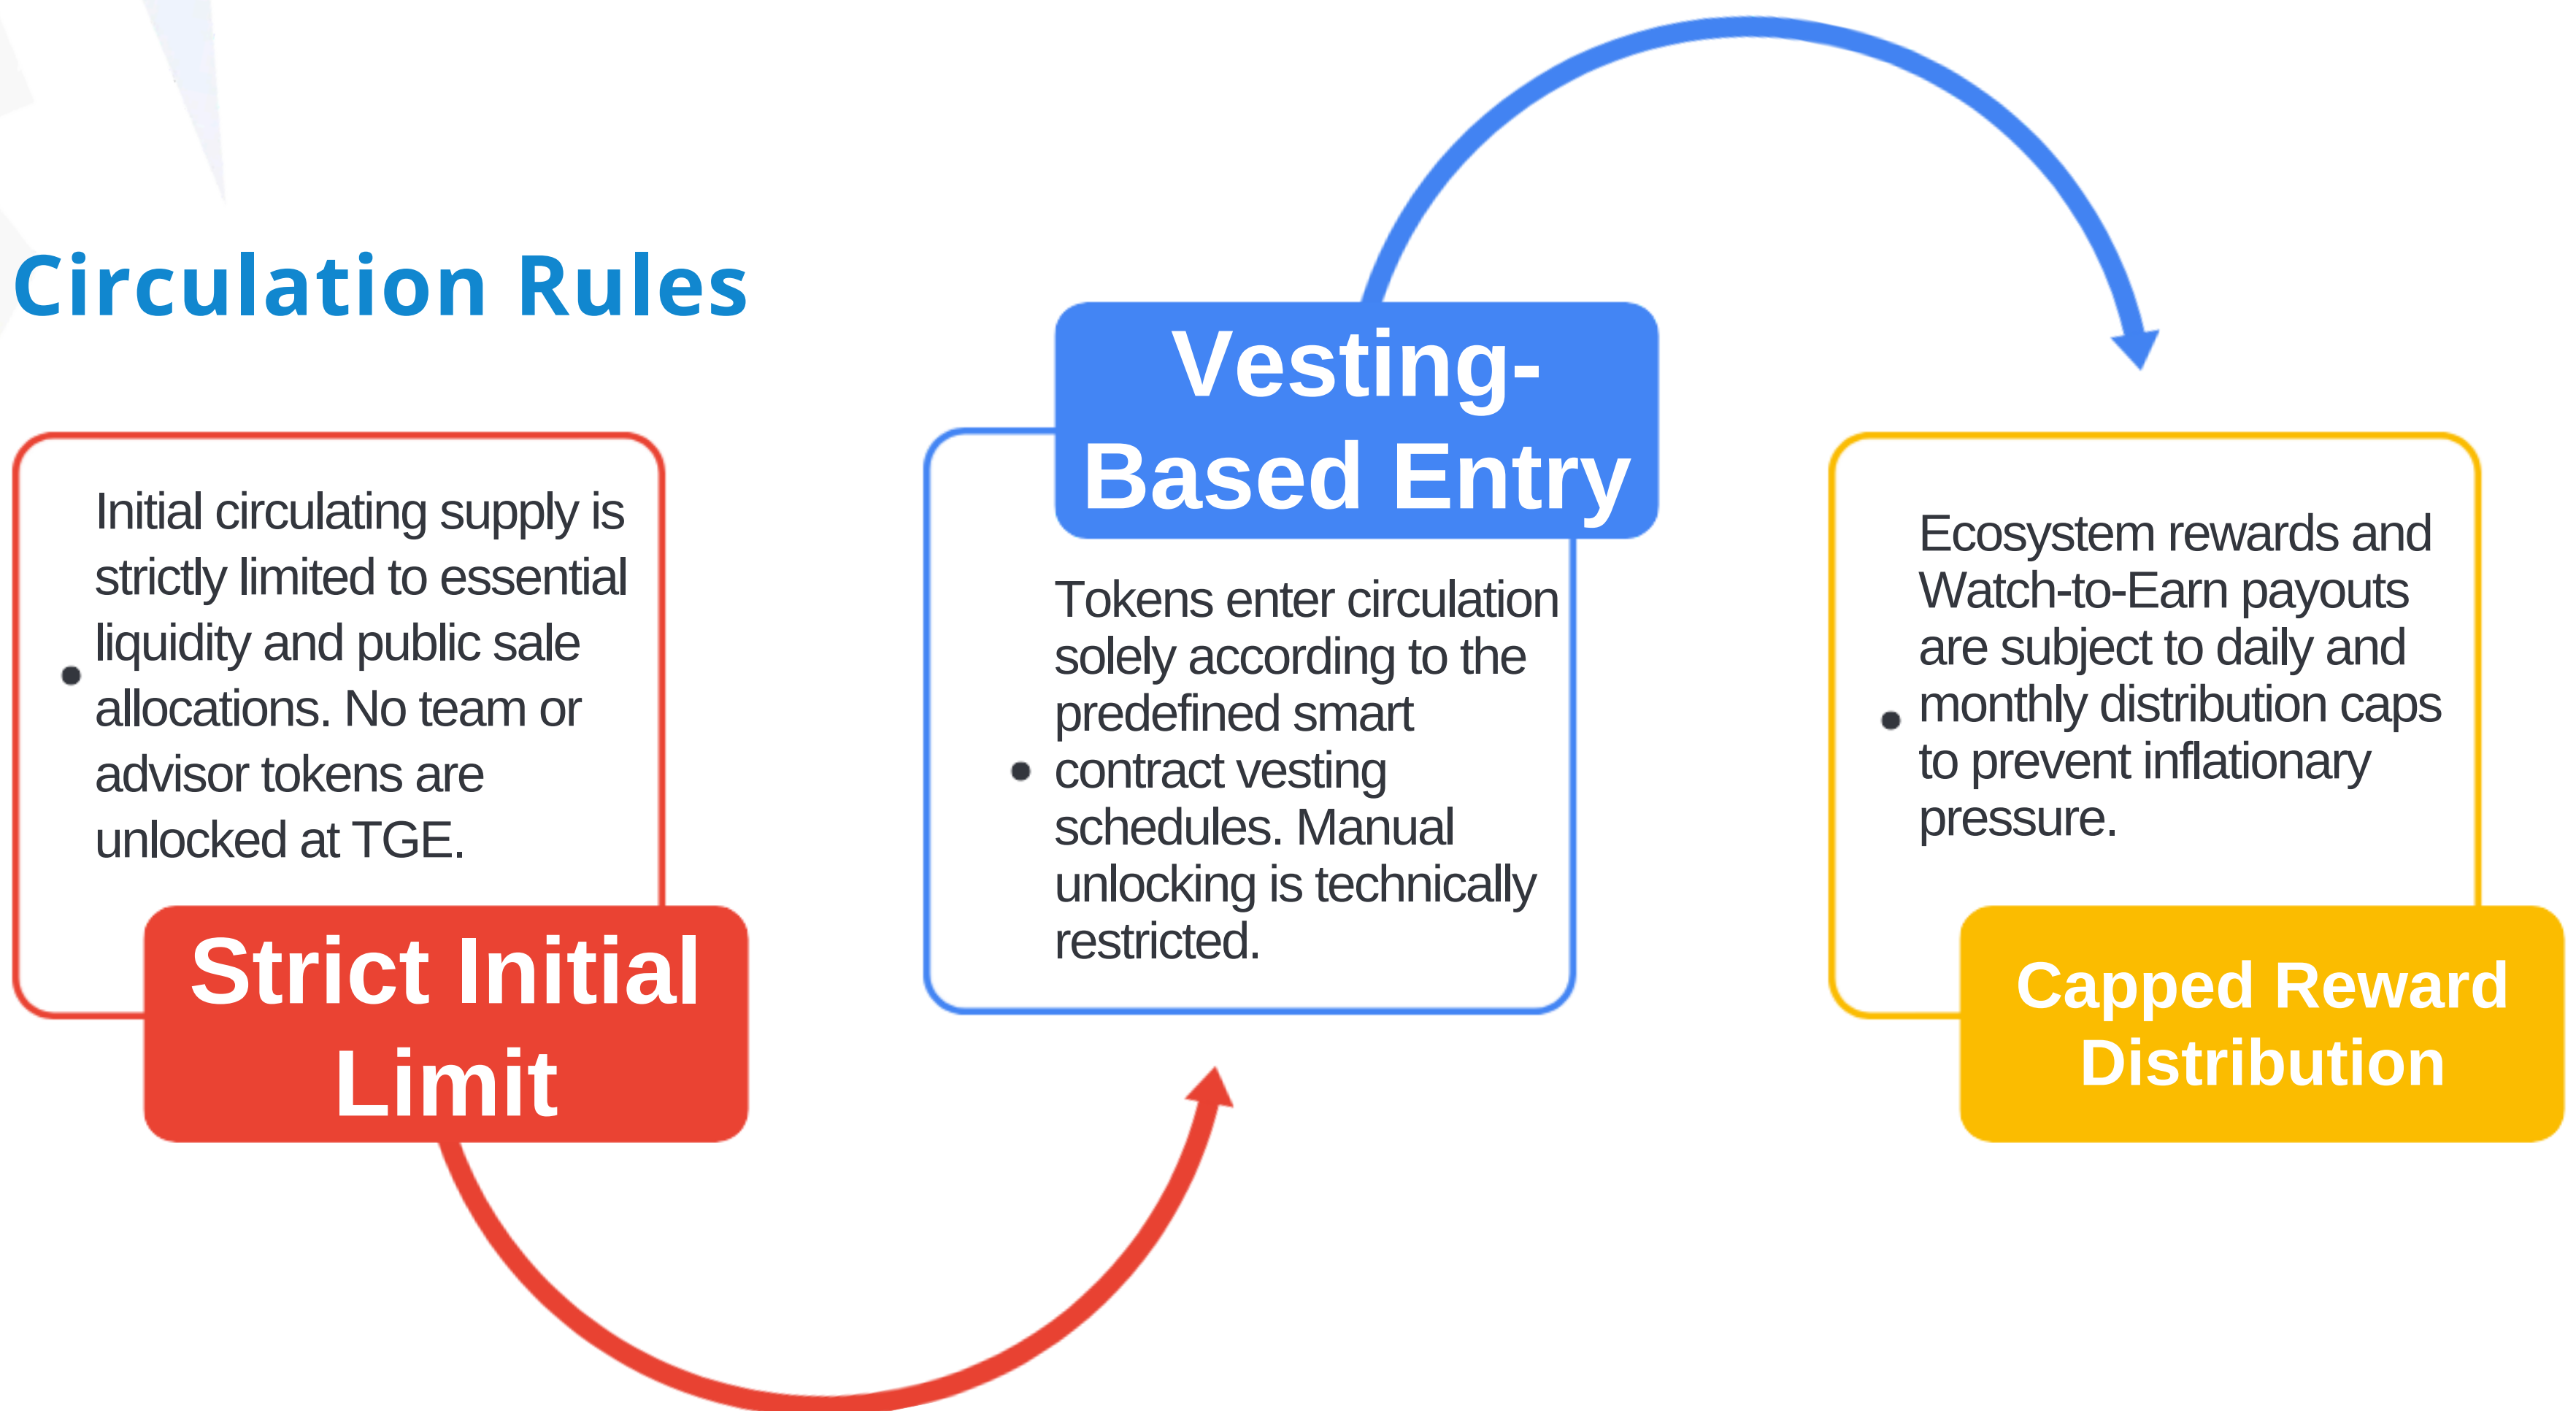 Circulation Rules
Initial circulating supply is
strictly limited to essential
liquidity and public sale
allocations. No team or
advisor tokens are
unlocked at TGE.
Strict Initial
Limit
Vesting-
Based Entry
Tokens enter circulation
solely according to the
predefined smart
contract vesting
schedules. Manual
unlocking is technically
restricted.
Ecosystem rewards and
Watch-to-Earn payouts
are subject to daily and
monthly distribution caps
to prevent inflationary
pressure.
Capped Reward
Distribution